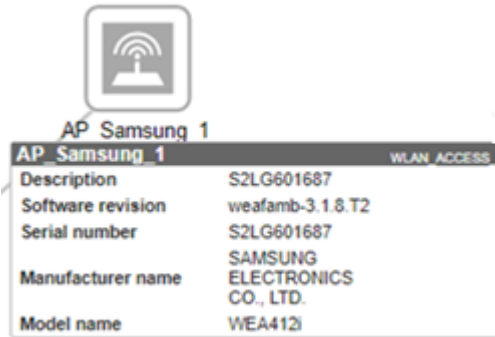 AP_Samsung_1
AP_Samsung_1 WLAN_ACCESS
Description S2LG601687
Software revision weafamb-3.1.8.T2
Serial number S2LG601687
Manufacturer name SAMSUNG
ELECTRONICS
CO., LTD.
Model name WEA412i